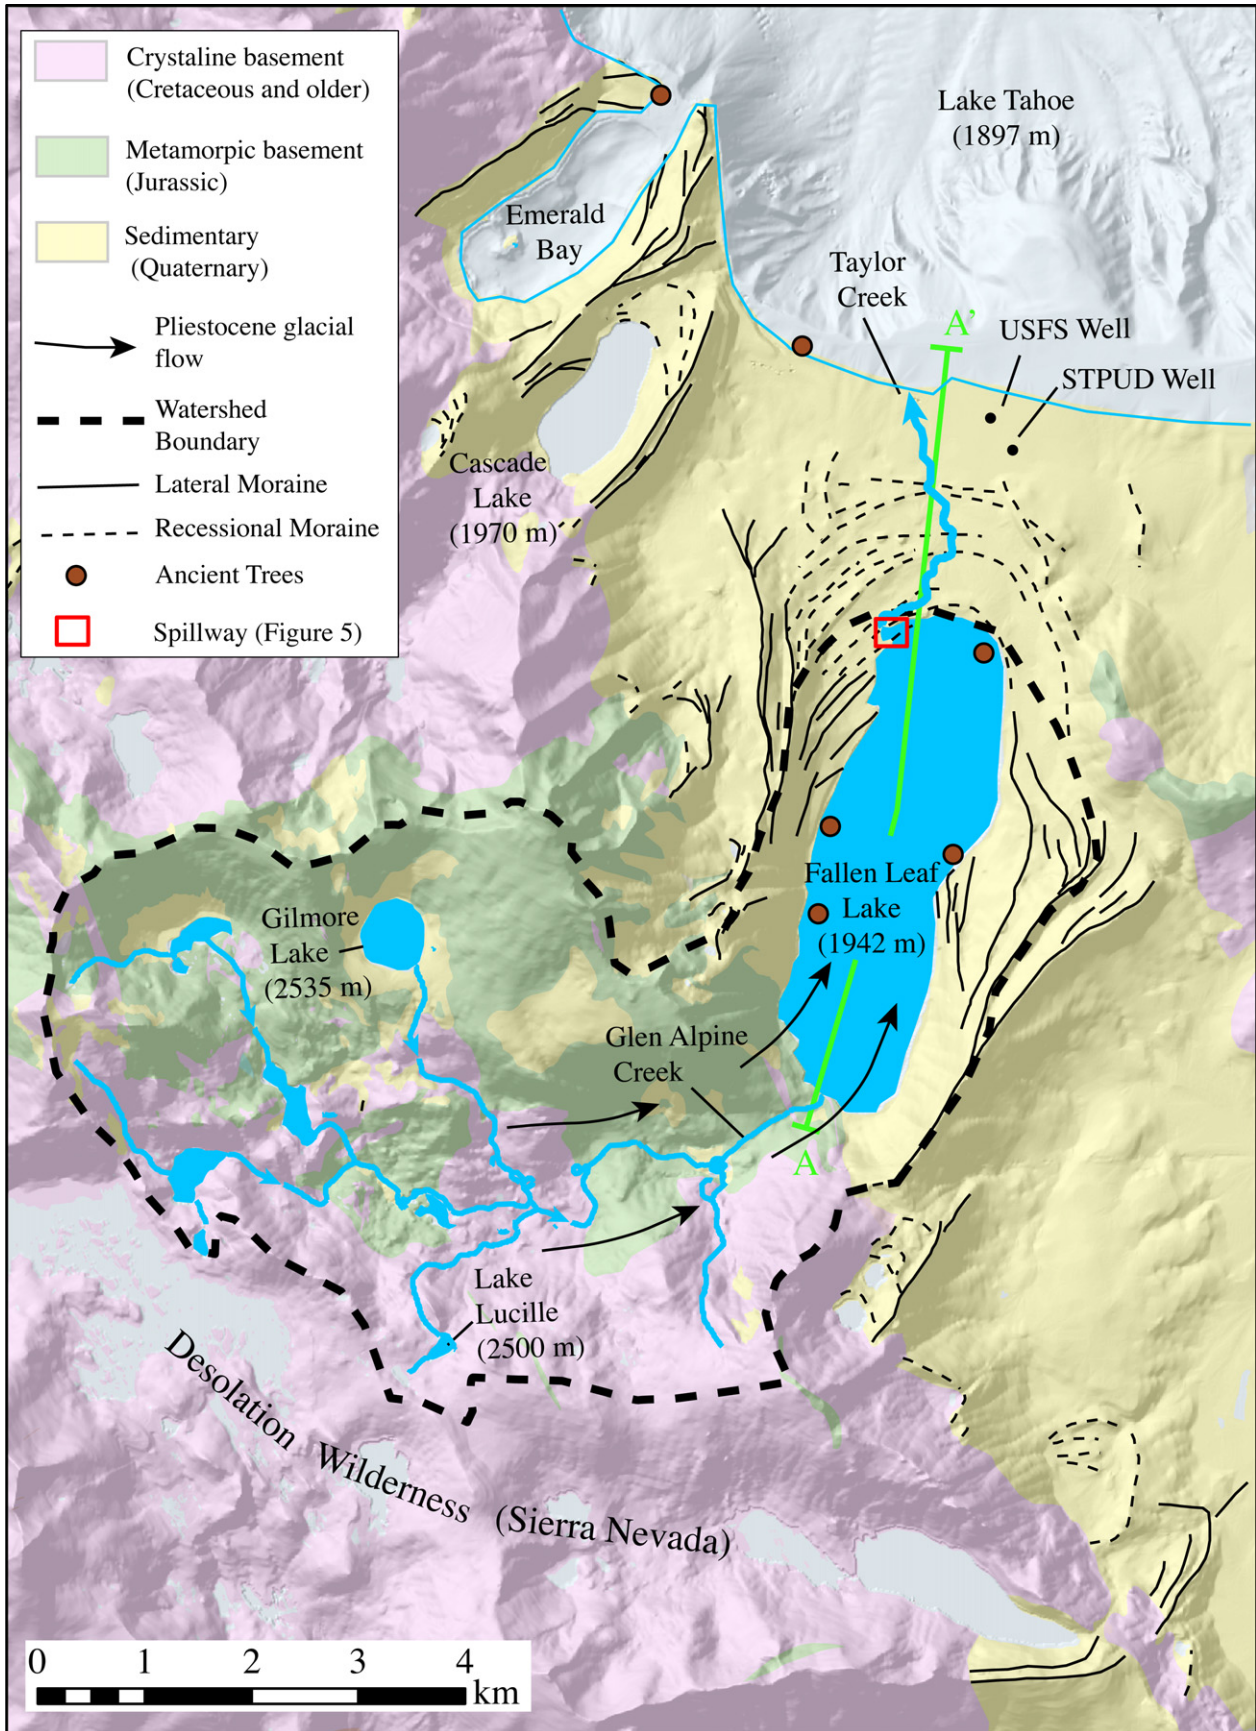 Crystaline basement
(Cretaceous and older)
Metamorpic basement
(Jurassic)
Sedimentary
(Quaternary)
Pliestocene glacial
flow
Watershed
Boundary
Lateral Moraine
Recessional Moraine
Ancient Trees
Spillway (Figure 5)
Lake Tahoe
(1897 m)
Emerald
Bay
Taylor
Creek
A'
USFS Well
STPUD Well
Cascade
Lake
(1970 m)
Fallen Leaf
Lake
(1942 m)
Gilmore
Lake
(2535 m)
Glen Alpine
Creek
A
Lake
Lucille
(2500 m)
Desolation Wilderness (Sierra Nevada)
0 1 2 3 4
km